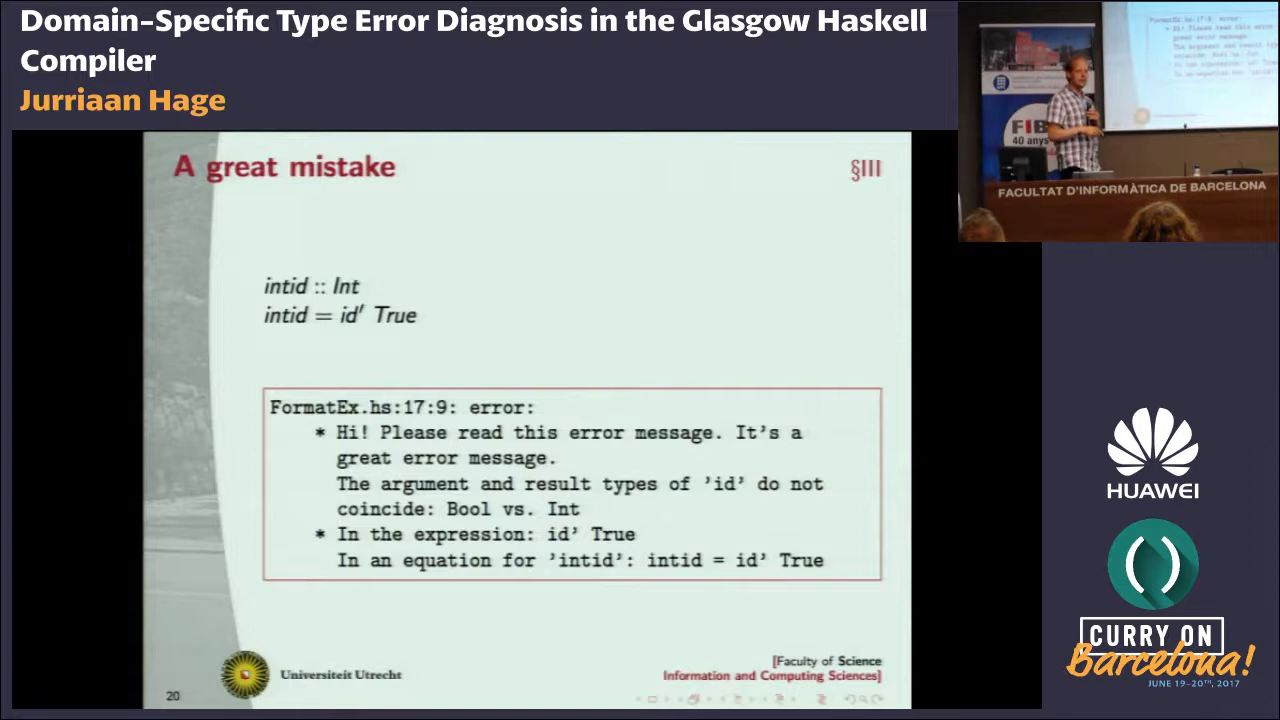 Domain-Specific Type Error Diagnosis in the Glasgow Haskell
Compiler
Jurriaan Hage
A great mistake
§III
intid :: Int
intid = id′ True
FormatEx.hs:17:9: error:
* Hi! Please read this error message. It's a
great error message.
The argument and result types of 'id' do not
coincide: Bool vs. Int
* In the expression: id' True
In an equation for 'intid': intid = id' True
20
Universiteit Utrecht
[Faculty of Science
Information and Computing Sciences]
FIB
40 anys
FACULTAT D'INFORMÀTICA DE BARCELONA
HUAWEI
CURRY ON
Barcelona!
JUNE 19-20TH, 2017